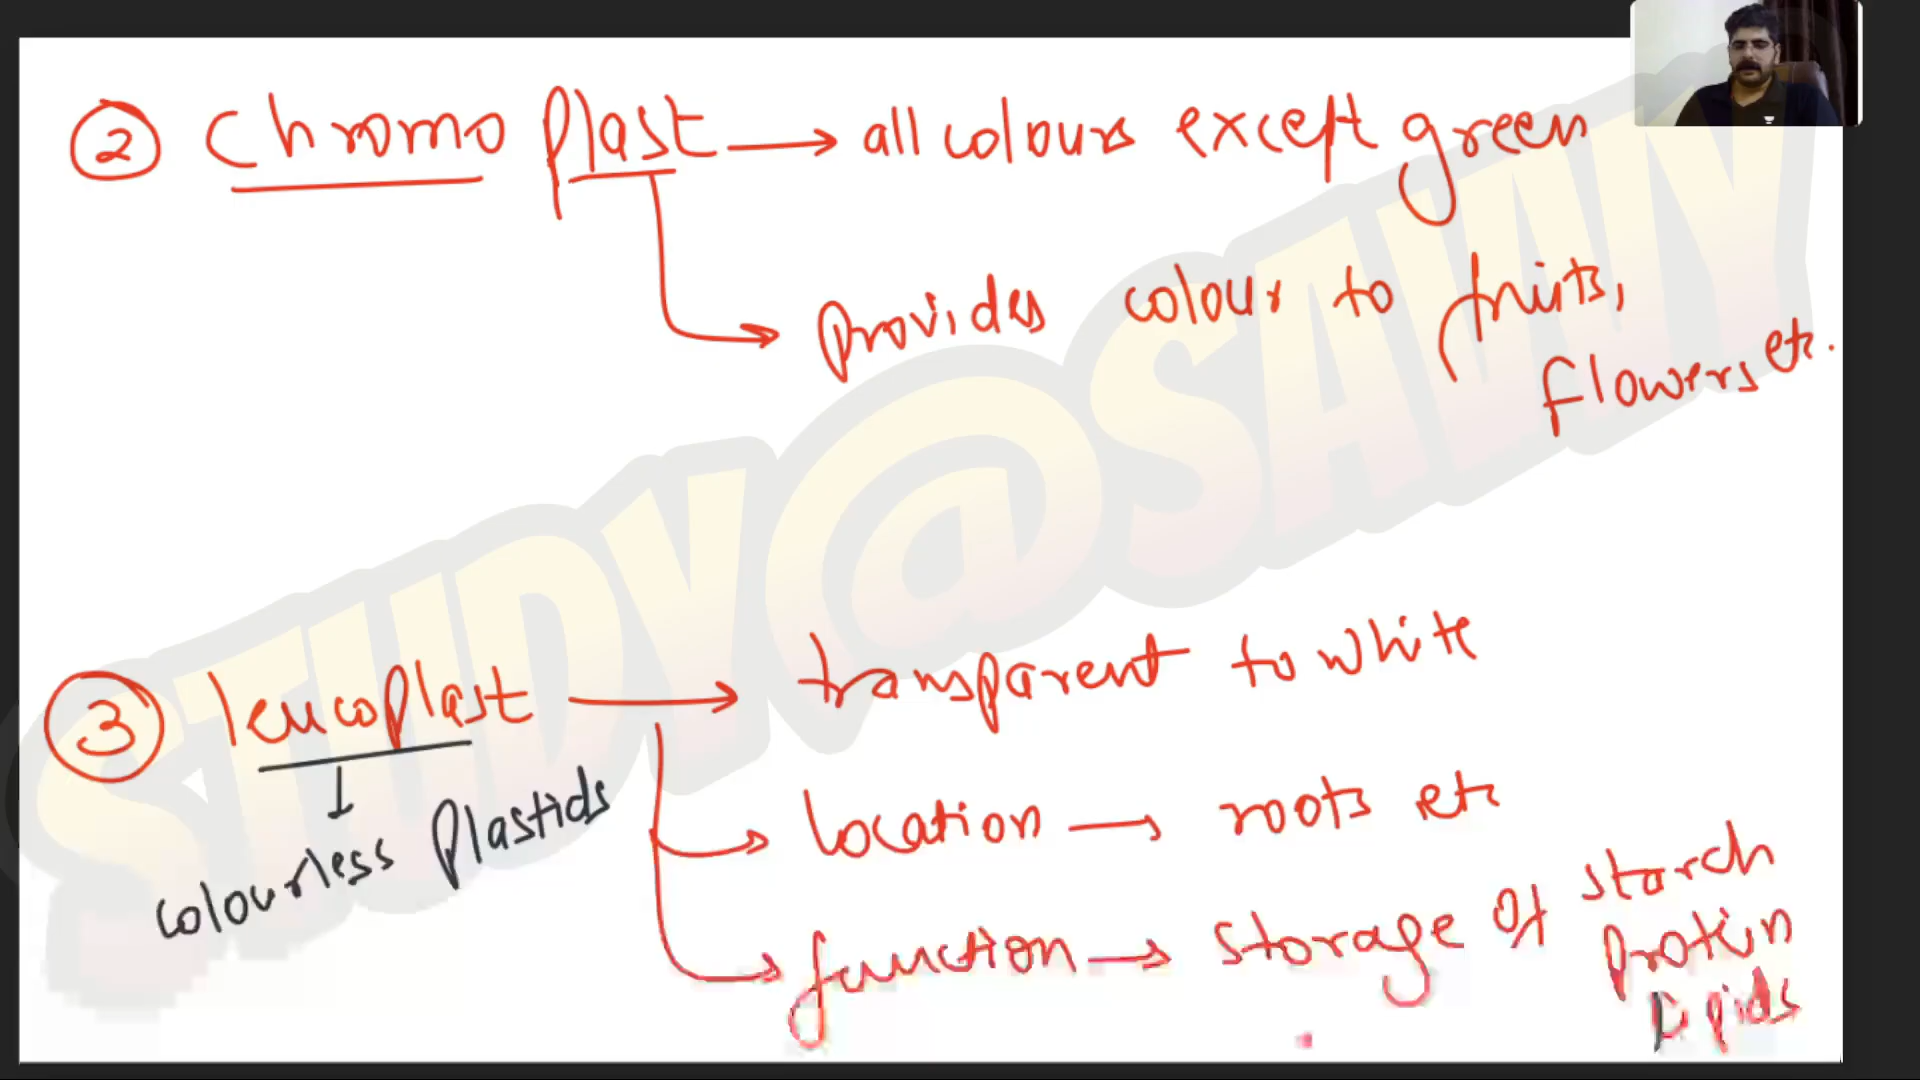 2 Chromoplast → all colours except green
provides colour to fruits,
flowers etc.
STUDY@SAVVY
3 leucoplast → transparent to white
colourless plastids
location → roots etc
function → storage of starch
protein
lipids